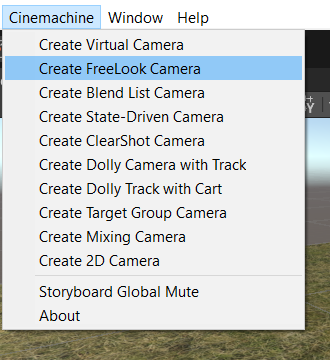 Cinemachine Window Help
Create Virtual Camera
Create FreeLook Camera
Create Blend List Camera
Create State-Driven Camera
Create ClearShot Camera
Create Dolly Camera with Track
Create Dolly Track with Cart
Create Target Group Camera
Create Mixing Camera
Create 2D Camera
Storyboard Global Mute
About